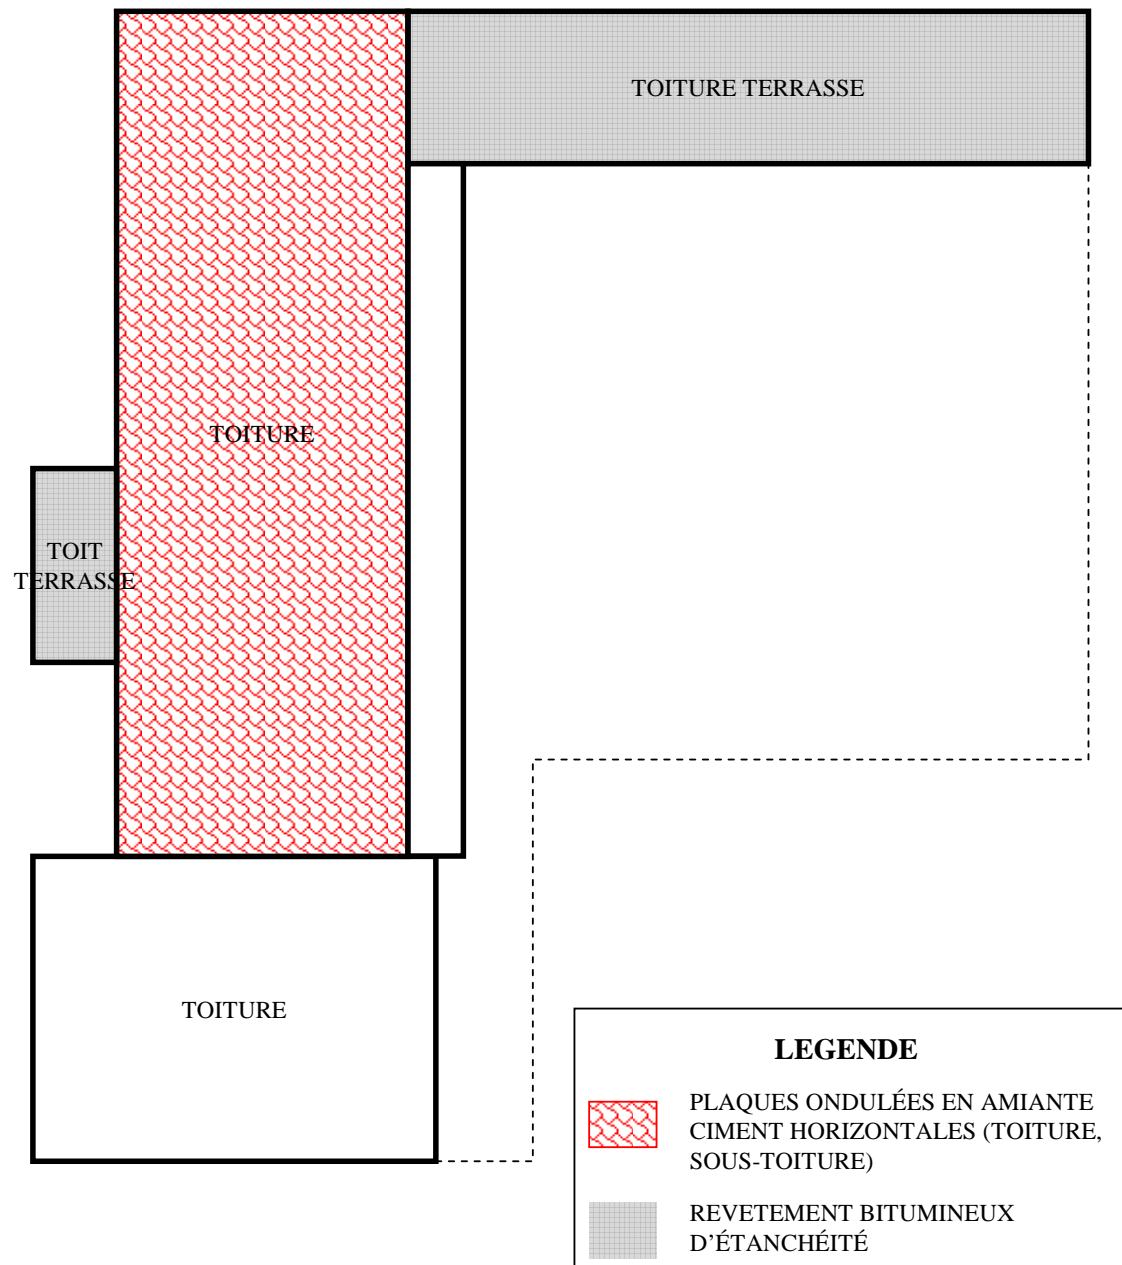 TOITURE TERRASSE
TOITURE
TOIT
TERRASSE
TOITURE
LEGENDE
PLAQUES ONDULÉES EN AMIANTE
CIMENT HORIZONTALES (TOITURE,
SOUS-TOITURE)
REVETEMENT BITUMINEUX
D'ÉTANCHÉITÉ